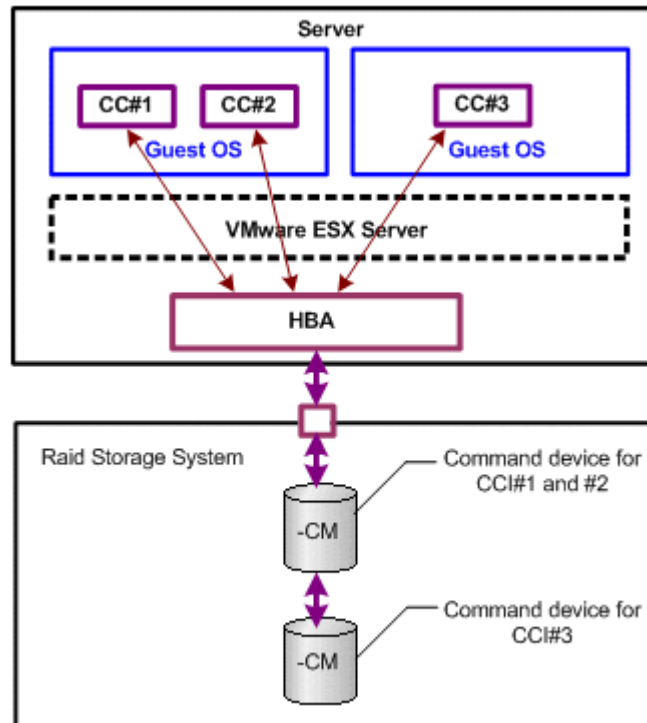 Server
CC#1
CC#2
CC#3
Guest OS
Guest OS
VMware ESX Server
HBA
Raid Storage System
Command device for
CCI#1 and #2
-CM
Command device for
CCI#3
-CM